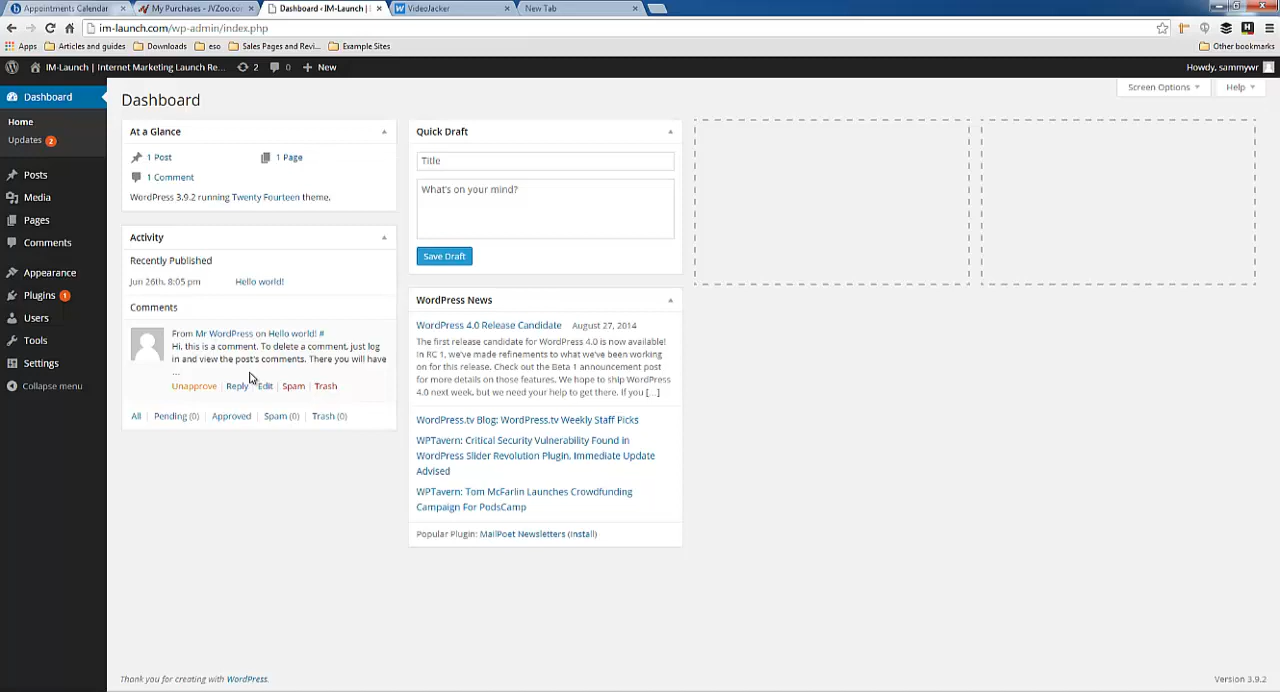 Appointments Calendar
My Purchases - JVZoo.co
Dashboard ‹ IM-Launch |
VideoJacker
New Tab
im-launch.com/wp-admin/index.php
Apps
Articles and guides
Downloads
eso
Sales Pages and Revi...
Example Sites
Other bookmarks
IM-Launch | Internet Marketing Launch Re...
2
0
New
Howdy, sammywr
Dashboard
Home
Updates 2
Posts
Media
Pages
Comments
Appearance
Plugins 1
Users
Tools
Settings
Collapse menu
Dashboard
Screen Options
Help
At a Glance
1 Post
1 Page
1 Comment
WordPress 3.9.2 running Twenty Fourteen theme.
Activity
Recently Published
Jun 26th, 8:05 pm
Hello world!
Comments
From Mr WordPress on Hello world! #
Hi, this is a comment. To delete a comment, just log
in and view the post's comments. There you will have
...
Unapprove | Reply | Edit | Spam | Trash
All | Pending (0) | Approved | Spam (0) | Trash (0)
Quick Draft
Title
What's on your mind?
Save Draft
WordPress News
WordPress 4.0 Release Candidate August 27, 2014
The first release candidate for WordPress 4.0 is now available!
In RC 1, we've made refinements to what we've been working
on for this release. Check out the Beta 1 announcement post
for more details on those features. We hope to ship WordPress
4.0 next week, but we need your help to get there. If you [...]
WordPress.tv Blog: WordPress.tv Weekly Staff Picks
WPTavern: Critical Security Vulnerability Found in
WordPress Slider Revolution Plugin, Immediate Update
Advised
WPTavern: Tom McFarlin Launches Crowdfunding
Campaign For PodsCamp
Popular Plugin: MailPoet Newsletters (Install)
Thank you for creating with WordPress.
Version 3.9.2